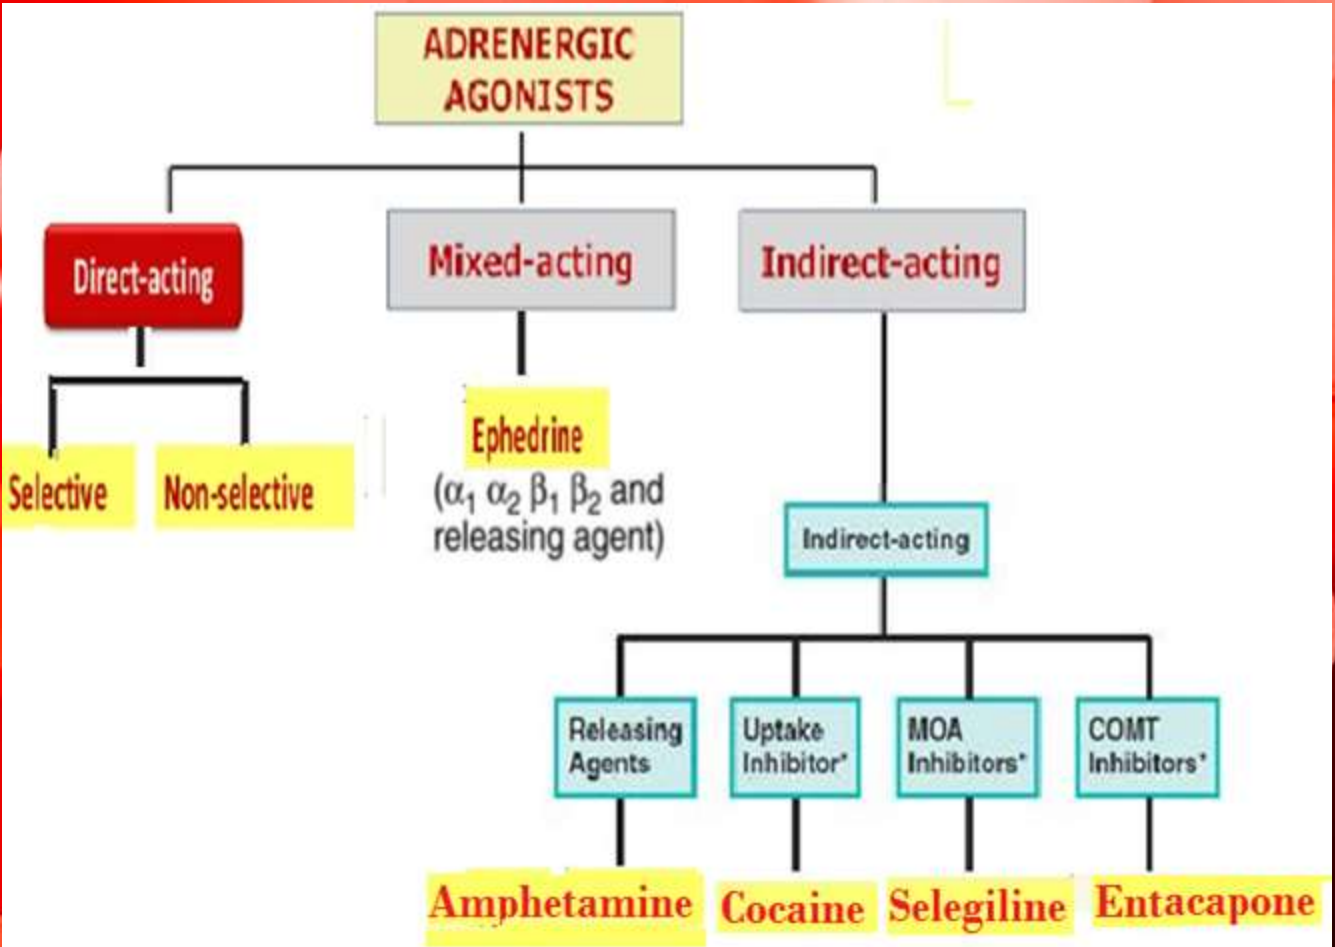 ADRENERGIC
AGONISTS
Direct-acting
Mixed-acting
Indirect-acting
Selective
Non-selective
Ephedrine
(α₁ α₂ β₁ β₂ and
releasing agent)
Indirect-acting
Releasing
Agents
Uptake
Inhibitor*
MOA
Inhibitors*
COMT
Inhibitors*
Amphetamine
Cocaine
Selegiline
Entacapone